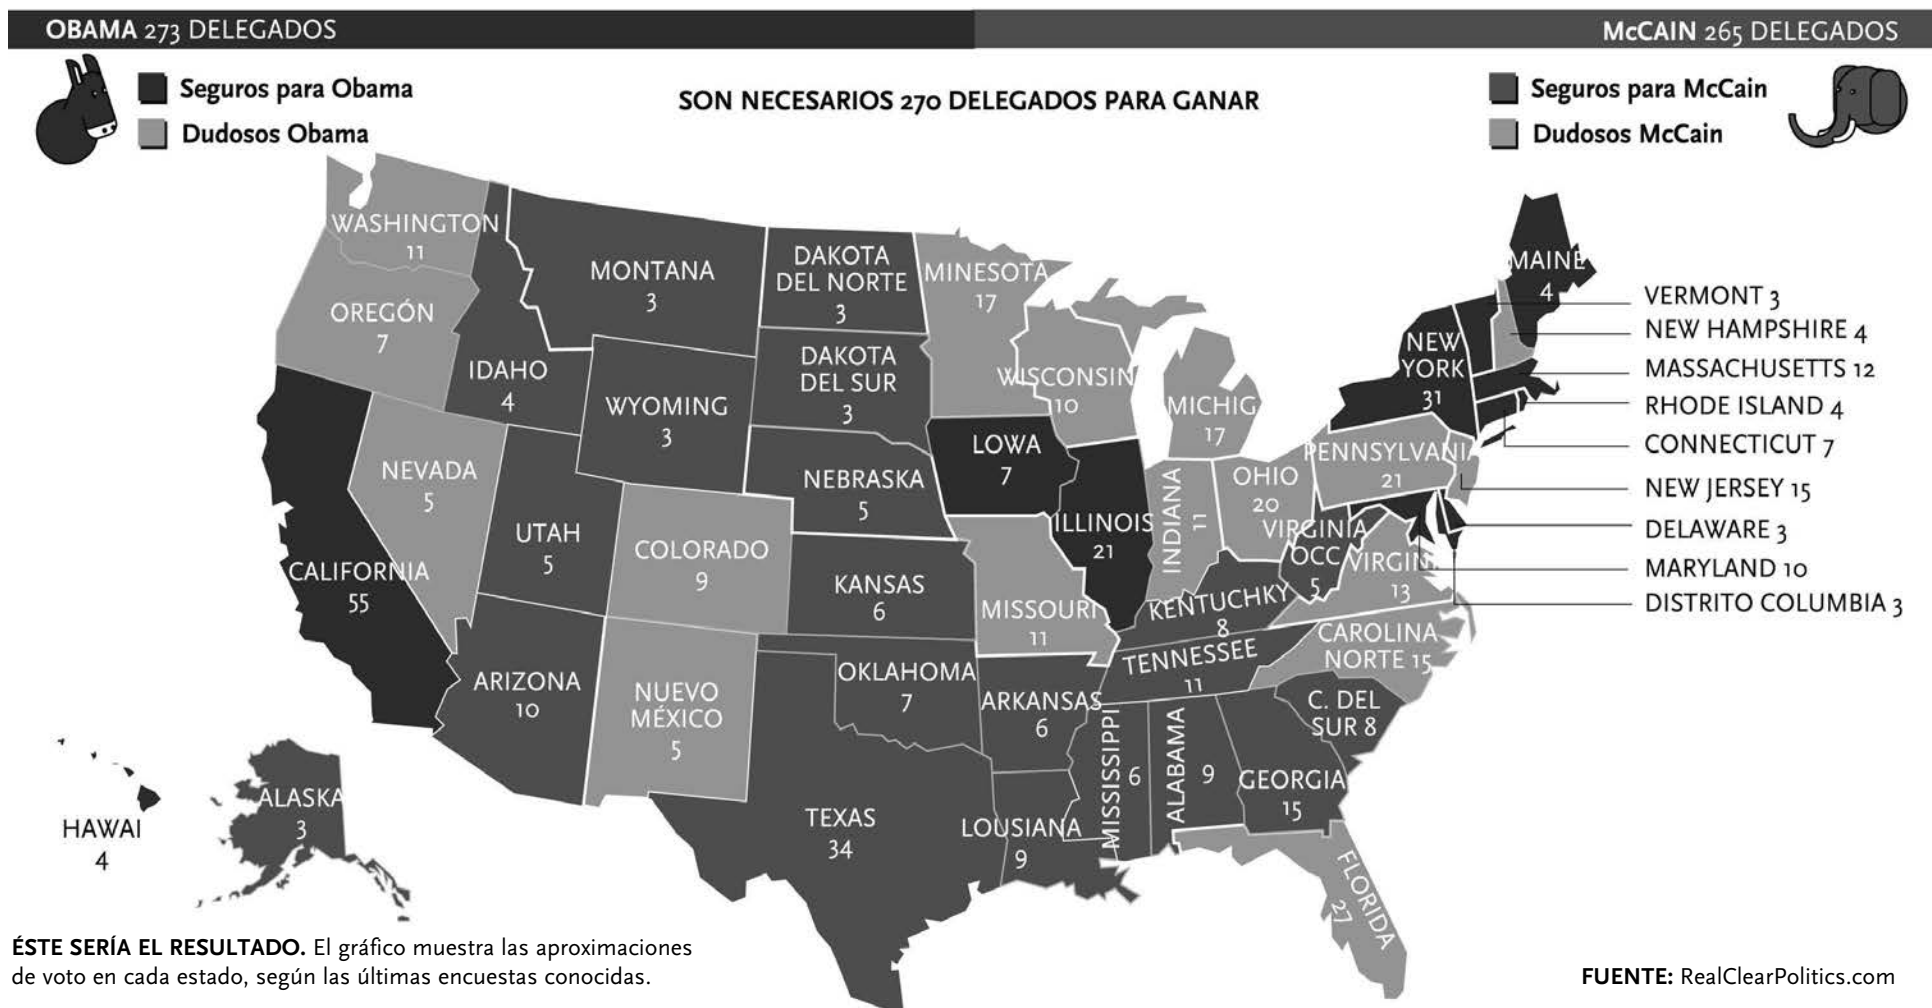 OBAMA 273 DELEGADOS
McCAIN 265 DELEGADOS
Seguros para Obama
Dudosos Obama
SON NECESARIOS 270 DELEGADOS PARA GANAR
Seguros para McCain
Dudosos McCain
WASHINGTON
11
OREGÓN
7
IDAHO
4
MONTANA
3
WYOMING
3
DAKOTA
DEL NORTE
3
DAKOTA
DEL SUR
3
NEBRASKA
5
MINESOTA
17
WISCONSIN
10
MICHIG
17
LOWA
7
ILLINOIS
21
INDIANA
11
OHIO
20
PENNSYLVANI
21
NEW
YORK
31
MAINE
4
VERMONT 3
NEW HAMPSHIRE 4
MASSACHUSETTS 12
RHODE ISLAND 4
CONNECTICUT 7
NEW JERSEY 15
DELAWARE 3
MARYLAND 10
DISTRITO COLUMBIA 3
NEVADA
5
CALIFORNIA
55
UTAH
5
COLORADO
9
KANSAS
6
MISSOURI
11
KENTUCHKY
8
VIRGINIA
OCC
5
VIRGINI
13
TENNESSEE
11
CAROLINA
NORTE 15
C. DEL
SUR 8
ARIZONA
10
NUEVO
MÉXICO
5
OKLAHOMA
7
ARKANSAS
6
MISSISSIPPI
6
ALABAMA
9
GEORGIA
15
TEXAS
34
LOUSIANA
9
FLORIDA
27
HAWAI
4
ALASKA
3
ÉSTE SERÍA EL RESULTADO. El gráfico muestra las aproximaciones
de voto en cada estado, según las últimas encuestas conocidas.
FUENTE: RealClearPolitics.com